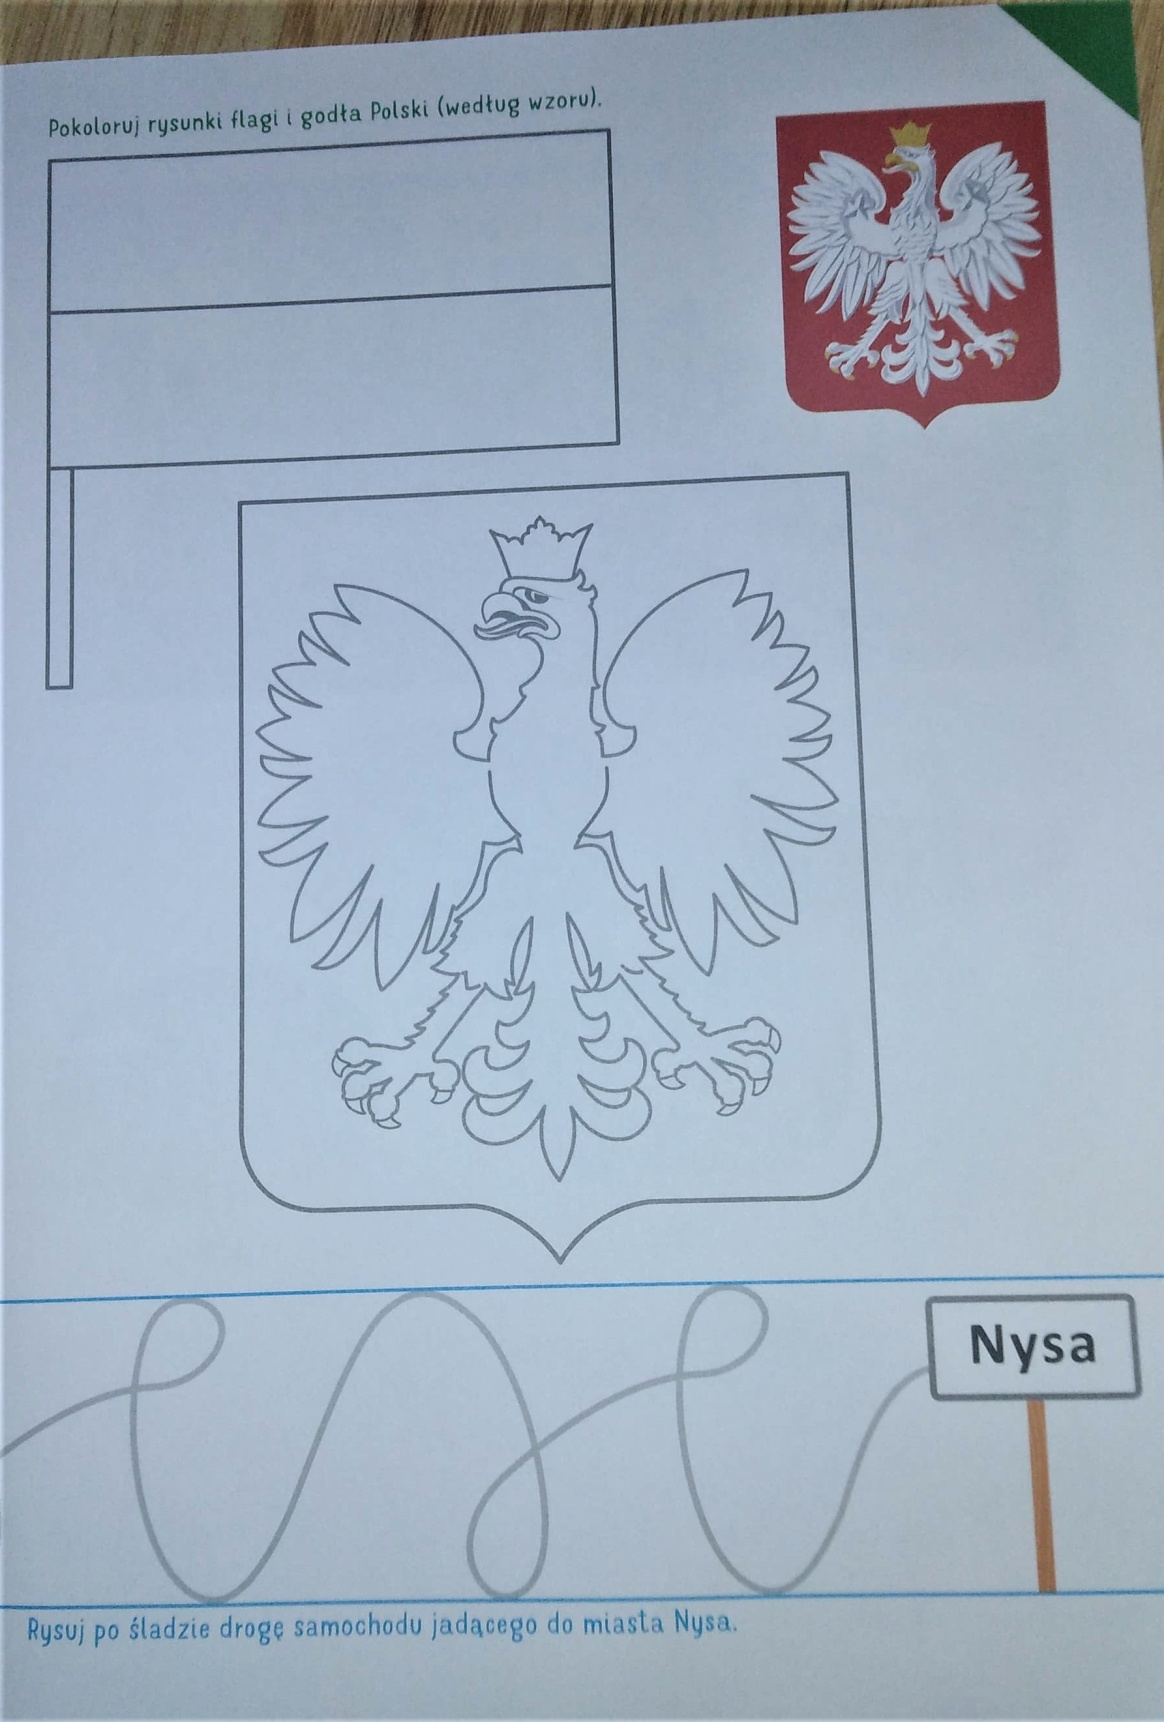 Pokoloruj rysunki flagi i godła Polski (według wzoru).
Nysa
Rysuj po śladzie drogę samochodu jadącego do miasta Nysa.